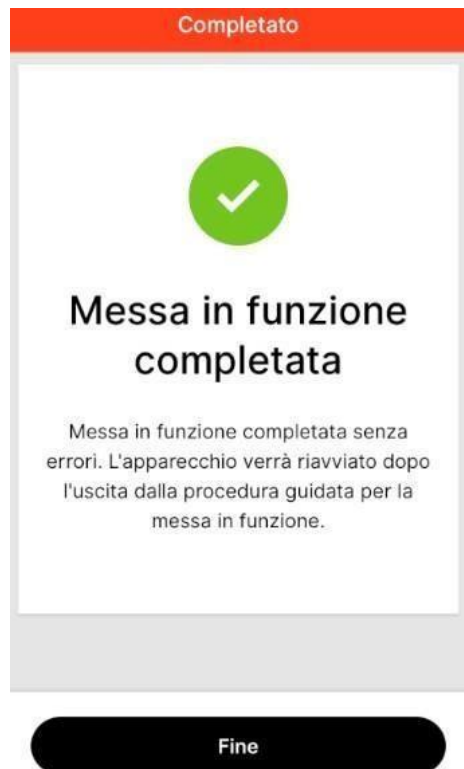 Completato
Messa in funzione
completata
Messa in funzione completata senza
errori. L'apparecchio verrà riavviato dopo
l'uscita dalla procedura guidata per la
messa in funzione.
Fine